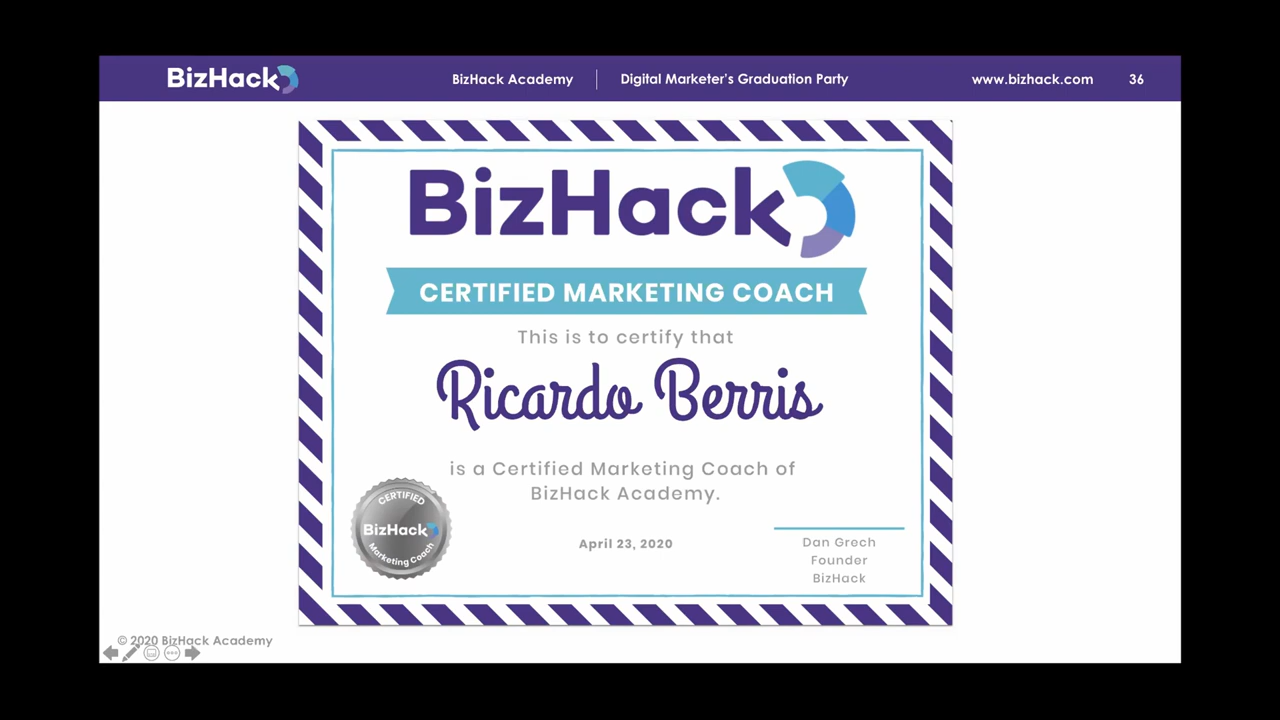 BizHack
BizHack Academy
Digital Marketer's Graduation Party
www.bizhack.com
36
BizHack
CERTIFIED MARKETING COACH
This is to certify that
Ricardo Berris
is a Certified Marketing Coach of
BizHack Academy.
CERTIFIED
BizHack
Marketing Coach
April 23, 2020
Dan Grech
Founder
BizHack
© 2020 BizHack Academy